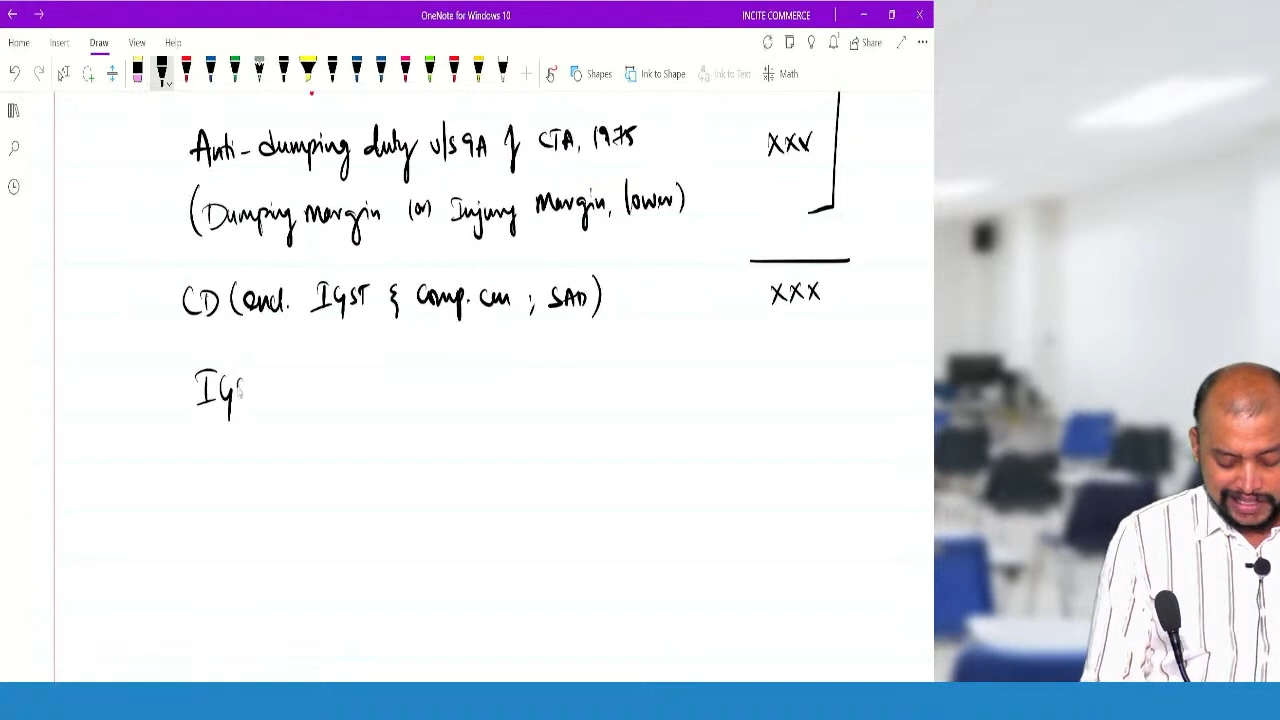 OneNote for Windows 10
INCITE COMMERCE
Home Insert Draw View Help
Share
Shapes Ink to Shape Ink to Text Math
Anti-dumping duty u/s 9A of CTA, 1975 XXX
(Dumping Margin (or) Injury Margin, lower)
CD (excl. IGST & Comp. Cess ; SAD) XXX
IGS